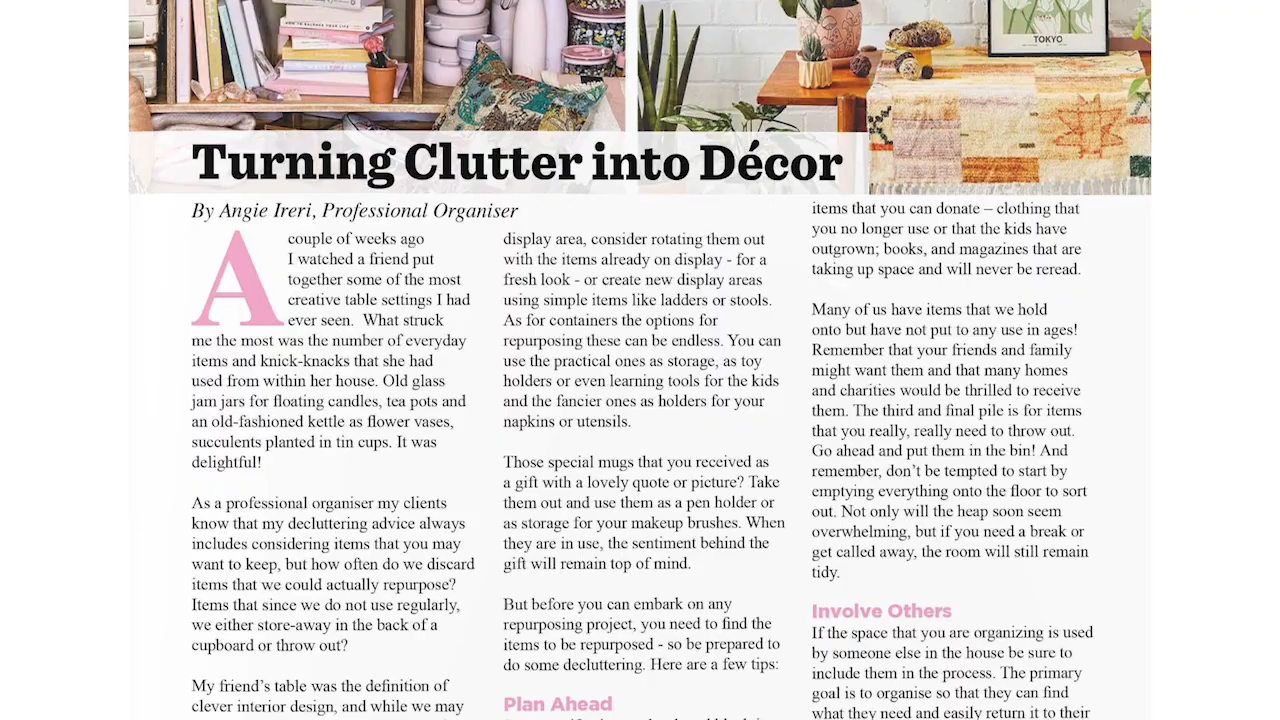 HOW TO BALANCE YOUR LIFE
TOKYO
Turning Clutter into Décor
By Angie Ireri, Professional Organiser
A couple of weeks ago
I watched a friend put
together some of the most
creative table settings I had
ever seen.  What struck
me the most was the number of everyday
items and knick-knacks that she had
used from within her house. Old glass
jam jars for floating candles, tea pots and
an old-fashioned kettle as flower vases,
succulents planted in tin cups. It was
delightful!
As a professional organiser my clients
know that my decluttering advice always
includes considering items that you may
want to keep, but how often do we discard
items that we could actually repurpose?
Items that since we do not use regularly,
we either store-away in the back of a
cupboard or throw out?
My friend's table was the definition of
clever interior design, and while we may
display area, consider rotating them out
with the items already on display - for a
fresh look - or create new display areas
using simple items like ladders or stools.
As for containers the options for
repurposing these can be endless. You can
use the practical ones as storage, as toy
holders or even learning tools for the kids
and the fancier ones as holders for your
napkins or utensils.
Those special mugs that you received as
a gift with a lovely quote or picture? Take
them out and use them as a pen holder or
as storage for your makeup brushes. When
they are in use, the sentiment behind the
gift will remain top of mind.
But before you can embark on any
repurposing project, you need to find the
items to be repurposed - so be prepared to
do some decluttering. Here are a few tips:
Plan Ahead
items that you can donate – clothing that
you no longer use or that the kids have
outgrown; books, and magazines that are
taking up space and will never be reread.
Many of us have items that we hold
onto but have not put to any use in ages!
Remember that your friends and family
might want them and that many homes
and charities would be thrilled to receive
them. The third and final pile is for items
that you really, really need to throw out.
Go ahead and put them in the bin! And
remember, don't be tempted to start by
emptying everything onto the floor to sort
out. Not only will the heap soon seem
overwhelming, but if you need a break or
get called away, the room will still remain
tidy.
Involve Others
If the space that you are organizing is used
by someone else in the house be sure to
include them in the process. The primary
goal is to organise so that they can find
what they need and easily return it to their